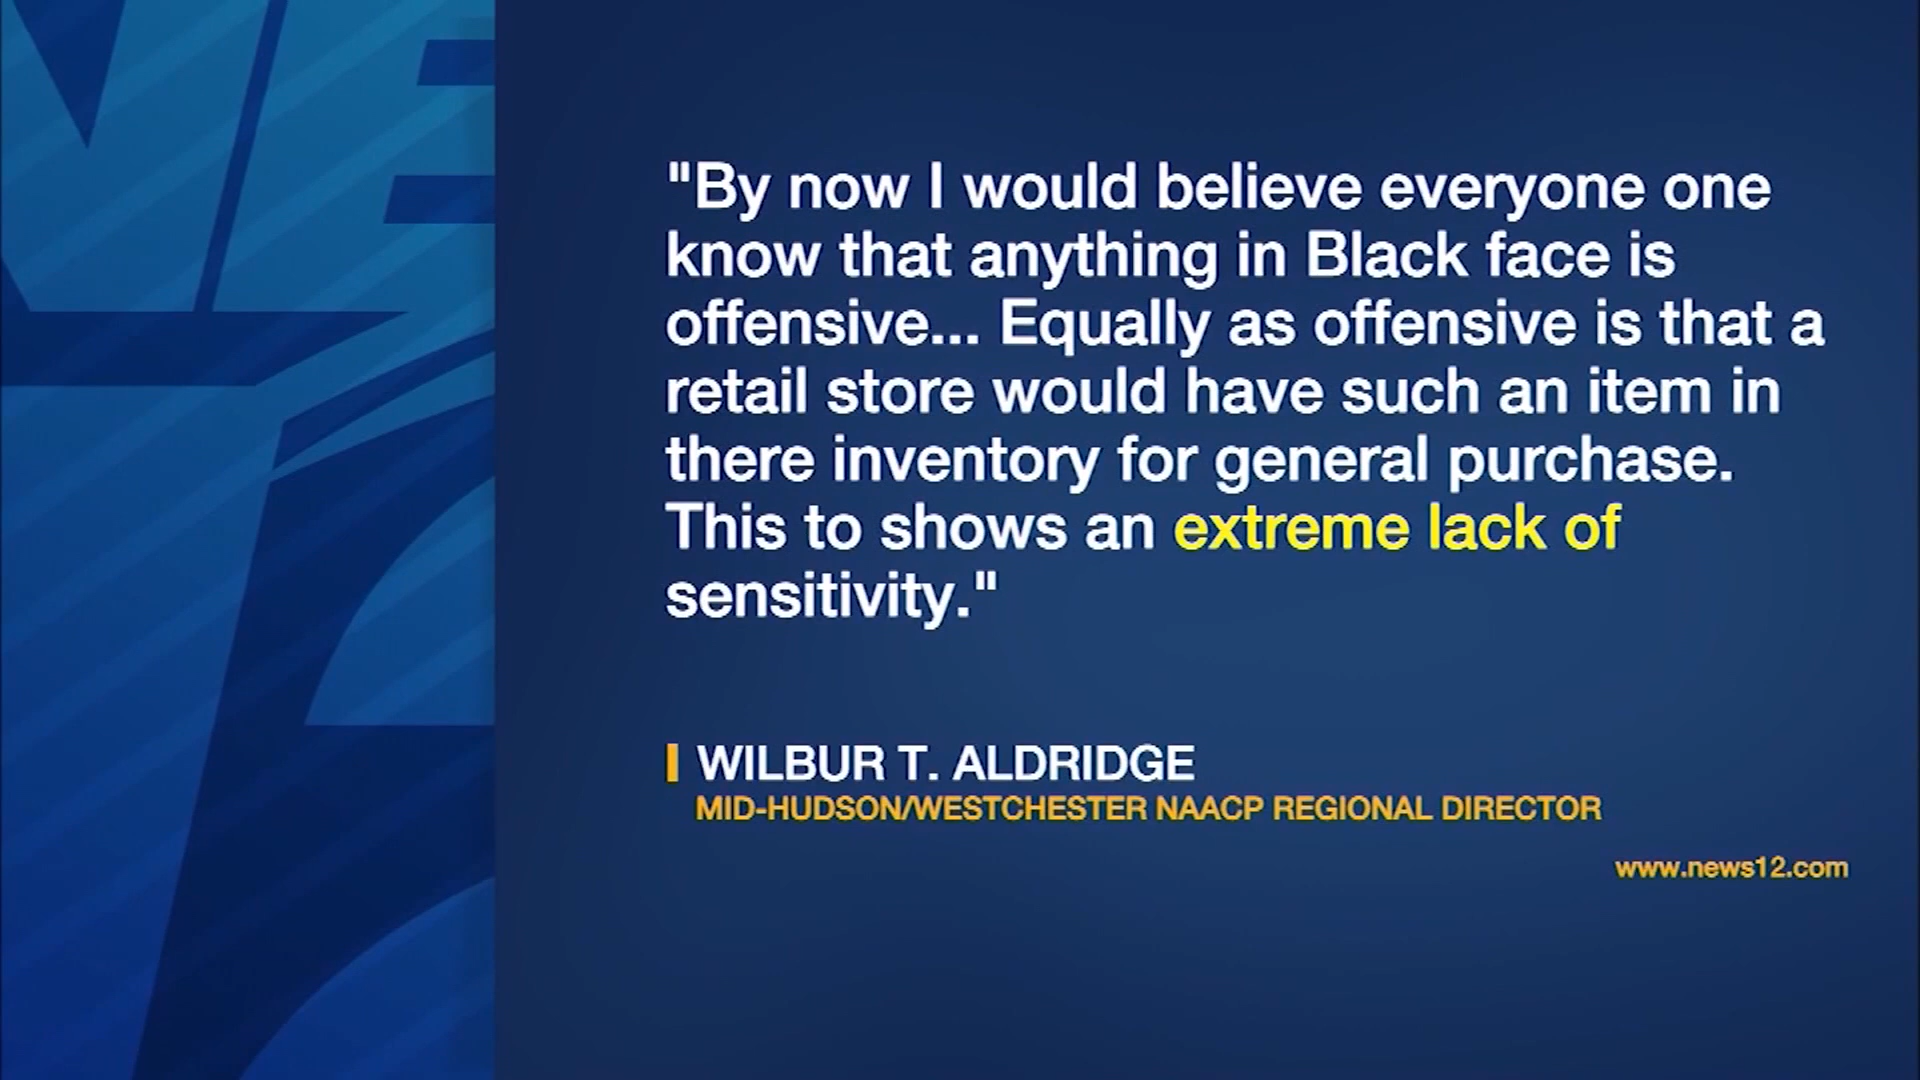 "By now I would believe everyone one
know that anything in Black face is
offensive... Equally as offensive is that a
retail store would have such an item in
there inventory for general purchase.
This to shows an extreme lack of
sensitivity."
WILBUR T. ALDRIDGE
MID-HUDSON/WESTCHESTER NAACP REGIONAL DIRECTOR
www.news12.com